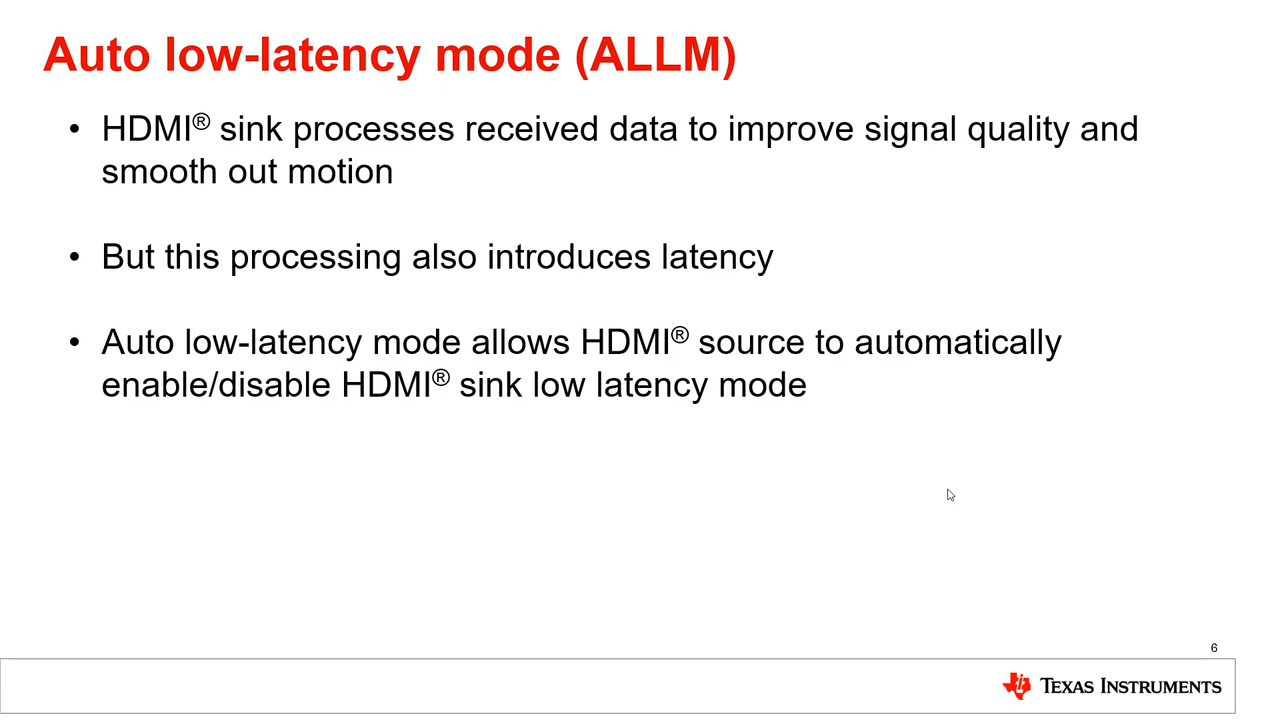 Auto low-latency mode (ALLM)
• HDMI® sink processes received data to improve signal quality and
smooth out motion
• But this processing also introduces latency
• Auto low-latency mode allows HDMI® source to automatically
enable/disable HDMI® sink low latency mode
6
TEXAS INSTRUMENTS